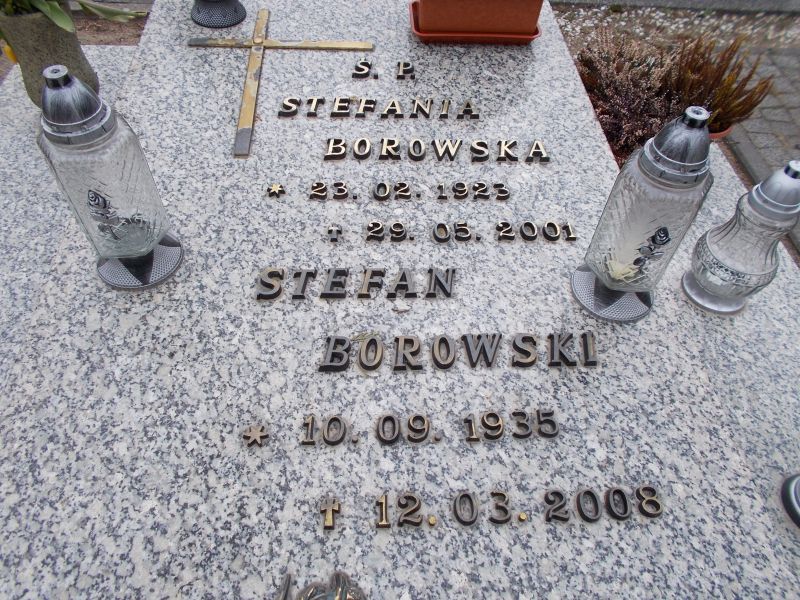 S. P.
STEFANIA
BOROWSKA
* 23. 02. 1923
† 29. 05. 2001
STEFAN
BOROWSKI
* 10. 09. 1935
† 12. 03. 2008